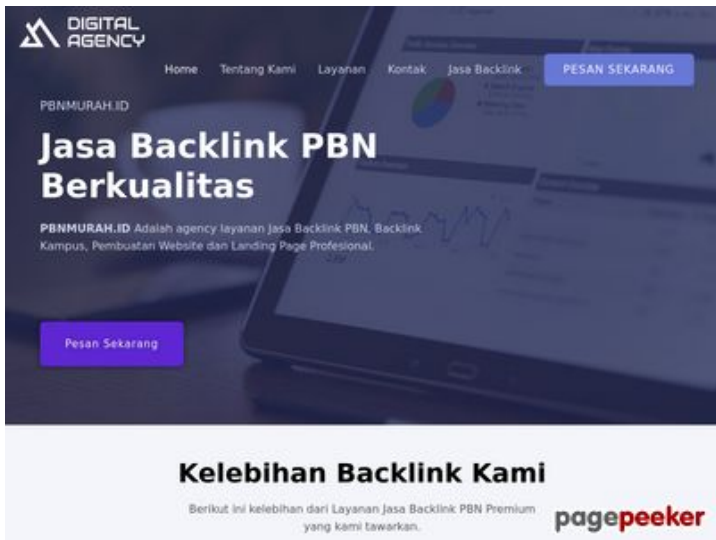 DIGITAL
AGENCY
Home Tentang Kami Layanan Kontak Jasa Backlink PESAN SEKARANG
PBNMURAH.ID
Jasa Backlink PBN
Berkualitas
PBNMURAH.ID Adalah agency layanan Jasa Backlink PBN, Backlink
Kampus, Pembuatan Website dan Landing Page Profesional.
Pesan Sekarang
Kelebihan Backlink Kami
Berikut ini kelebihan dari Layanan Jasa Backlink PBN Premium
yang kami tawarkan.
pagepeeker